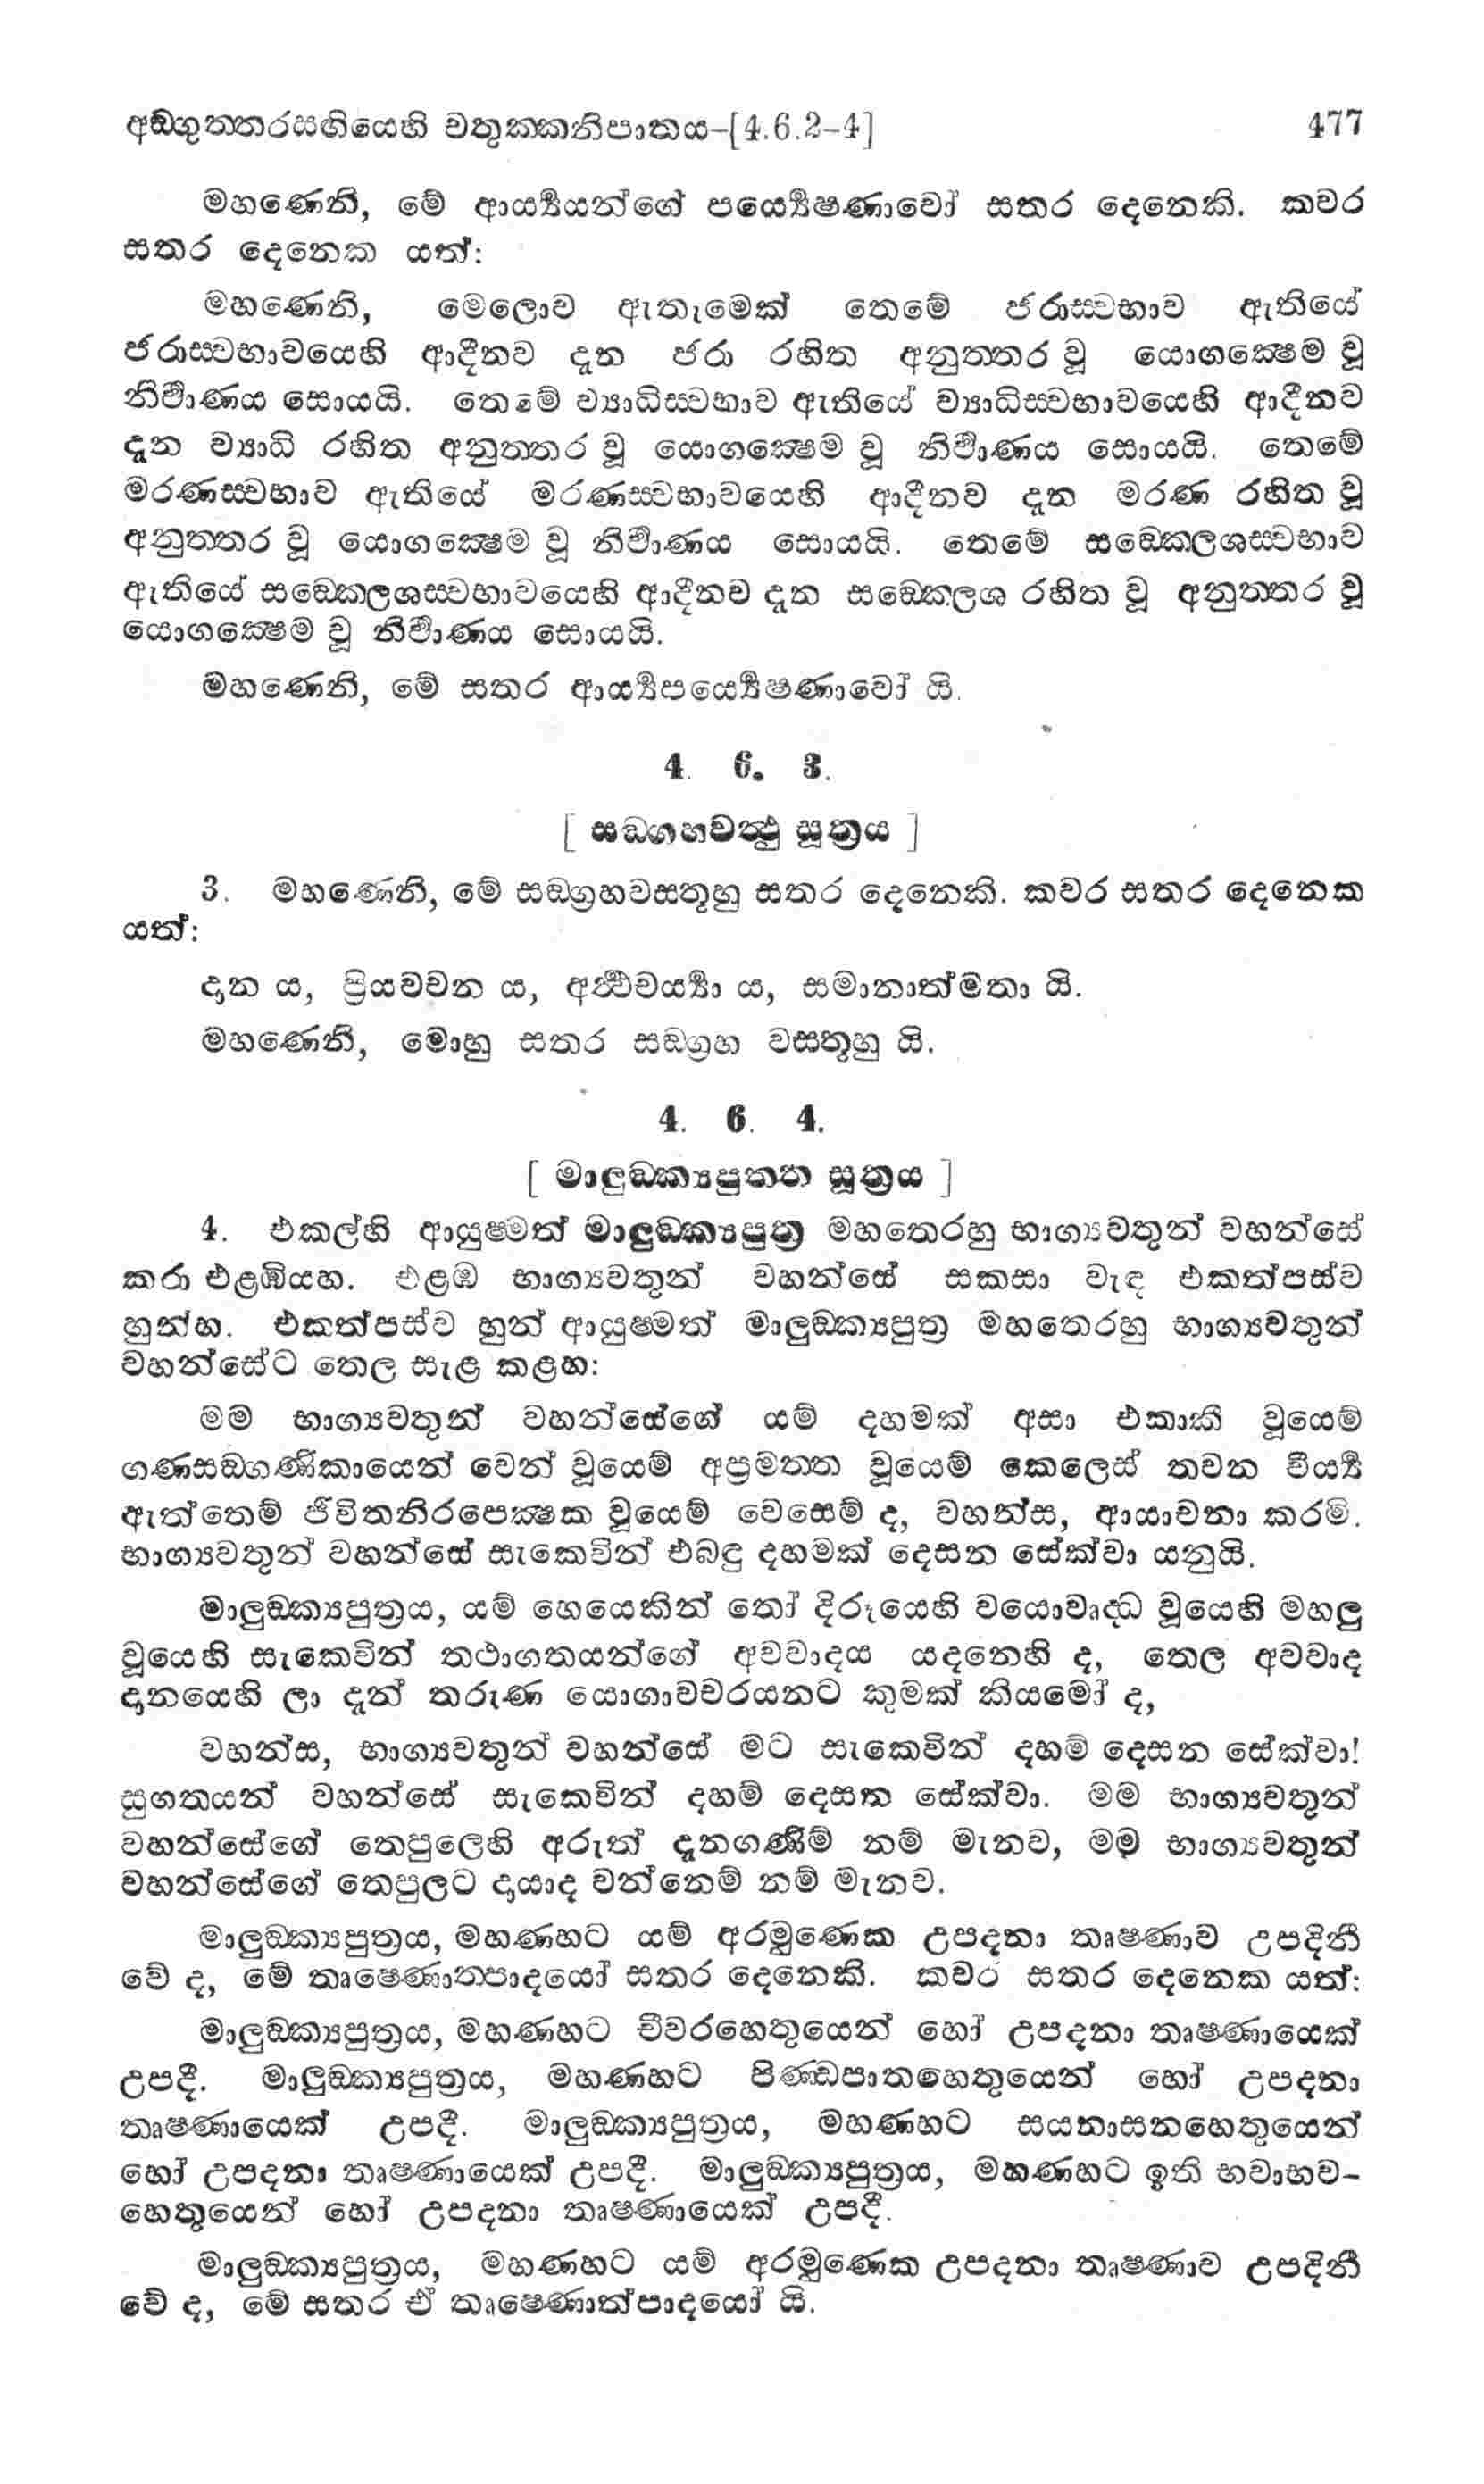 අඞ්ගුත්තරසඟියෙහි චතුක්කනිපාතය–[4.6.2–4] 477
මහණෙනි, මේ ආර්‍ය්‍යයන්ගේ පර්‍ය්‍යේෂණාවෝ සතර දෙනෙකි. කවර
සතර දෙනෙක යත්:
මහණෙනි, මෙලොව ඇතැමෙක් තෙමේ ජරාස්වභාව ඇතියේ
ජරාස්වභාවයෙහි ආදීනව දැන ජරා රහිත අනුත්තර වූ යොගක්ෂෙම වූ
නිර්‍වාණය සොයයි. තෙමේ ව්‍යාධිස්වභාව ඇතියේ ව්‍යාධිස්වභාවයෙහි ආදීනව
දැන ව්‍යාධි රහිත අනුත්තර වූ යොගක්ෂෙම වූ නිර්‍වාණය සොයයි. තෙමේ
මරණස්වභාව ඇතියේ මරණස්වභාවයෙහි ආදීනව දැන මරණ රහිත වූ
අනුත්තර වූ යොගක්ෂෙම වූ නිර්‍වාණය සොයයි. තෙමේ සඞ්ක්ලෙශස්වභාව
ඇතියේ සඞ්ක්ලෙශස්වභාවයෙහි ආදීනව දැන සඞ්ක්ලෙශ රහිත වූ අනුත්තර වූ
යොගක්ෂෙම වූ නිර්‍වාණය සොයයි.
මහණෙනි, මේ සතර ආර්‍ය්‍යපර්‍ය්‍යේෂණාවෝ යි.
4. 6. 3.
[ සඞ්ගහවත්ථු සූත්‍රය ]
3. මහණෙනි, මේ සඞ්ග්‍රහවස්තූහු සතර දෙනෙකි. කවර සතර දෙනෙක
යත්:
දාන ය, ප්‍රියවචන ය, අර්‍ත්‍ථචර්‍ය්‍යා ය, සමානාත්මතා යි.
මහණෙනි, මොහු සතර සඞ්ග්‍රහ වස්තූහු යි.
4. 6. 4.
[ මාලුඞ්ක්‍යපුත්ත සූත්‍රය ]
4. එකල්හි ආයුෂ්මත් මාලුඞ්ක්‍යපුත්‍ර මහතෙරහු භාග්‍යවතුන් වහන්සේ
කරා එළඹියහ. එළඹ භාග්‍යවතුන් වහන්සේ සකසා වැඳ එකත්පස්ව
හුන්හ. එකත්පස්ව හුන් ආයුෂ්මත් මාලුඞ්ක්‍යපුත්‍ර මහතෙරහු භාග්‍යවතුන්
වහන්සේට තෙල සැළ කළහ:
මම භාග්‍යවතුන් වහන්සේගේ යම් දහමක් අසා එකාකී වූයෙම්
ගණසඞ්ගණිකායෙන් වෙන් වූයෙම් අප්‍රමත්ත වූයෙම් කෙලෙස් තවන වීර්‍ය්‍ය
ඇත්තෙම් ජීවිතනිරපෙක්ෂක වූයෙම් වෙසෙම් ද, වහන්ස, ආයාචනා කරමි.
භාග්‍යවතුන් වහන්සේ සැකෙවින් එබඳු දහමක් දෙසන සේක්වා යනුයි.
මාලුඞ්ක්‍යපුත්‍රය, යම් හෙයෙකින් තෝ දිරූයෙහි වයොවෘද්ධ වූයෙහි මහලු
වූයෙහි සැකෙවින් තථාගතයන්ගේ අවවාදය යදනෙහි ද, තෙල අවවාද
දානයෙහි ලා දැන් තරුණ යොගාවචරයනට කුමක් කියමෝ ද,
වහන්ස, භාග්‍යවතුන් වහන්සේ මට සැකෙවින් දහම් දෙසන සේක්වා!
සුගතයන් වහන්සේ සැකෙවින් දහම් දෙසන සේක්වා. මම භාග්‍යවතුන්
වහන්සේගේ තෙපුලෙහි අරුත් දැනගණිම් නම් මැනව, මම භාග්‍යවතුන්
වහන්සේගේ තෙපුලට දායාද වන්නෙම් නම් මැනව.
මාලුඞ්ක්‍යපුත්‍රය, මහණහට යම් අරමුණෙක උපදනා තෘෂ්ණාව උපදිනී
වේ ද, මේ තෘෂ්ණොත්පාදයෝ සතර දෙනෙකි. කවර සතර දෙනෙක යත්:
මාලුඞ්ක්‍යපුත්‍රය, මහණහට චීවරහෙතුයෙන් හෝ උපදනා තෘෂ්ණායෙක්
උපදී. මාලුඞ්ක්‍යපුත්‍රය, මහණහට පිණ්ඩපාතහෙතුයෙන් හෝ උපදනා
තෘෂ්ණායෙක් උපදී. මාලුඞ්ක්‍යපුත්‍රය, මහණහට සයනාසනහෙතුයෙන්
හෝ උපදනා තෘෂ්ණායෙක් උපදී. මාලුඞ්ක්‍යපුත්‍රය, මහණහට ඉති භවාභව–
හෙතුයෙන් හෝ උපදනා තෘෂ්ණායෙක් උපදී.
මාලුඞ්ක්‍යපුත්‍රය, මහණහට යම් අරමුණෙක උපදනා තෘෂ්ණාව උපදිනී
වේ ද, මේ සතර ඒ තෘෂ්ණොත්පාදයෝ යි.